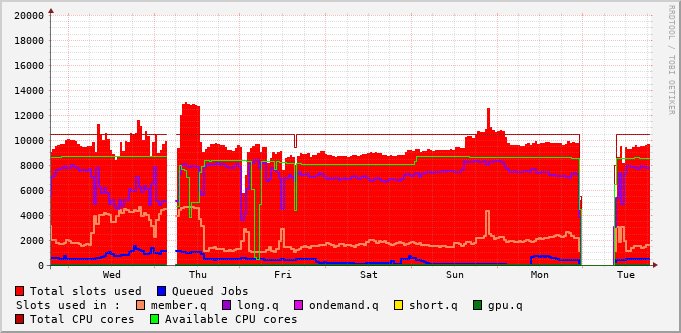 RRDTOOL / TOBI OETIKER
20000
18000
16000
14000
12000
10000
8000
6000
4000
2000
0
Wed Thu Fri Sat Sun Mon Tue
Total slots used Queued Jobs
Slots used in : member.q long.q ondemand.q short.q gpu.q
Total CPU cores Available CPU cores